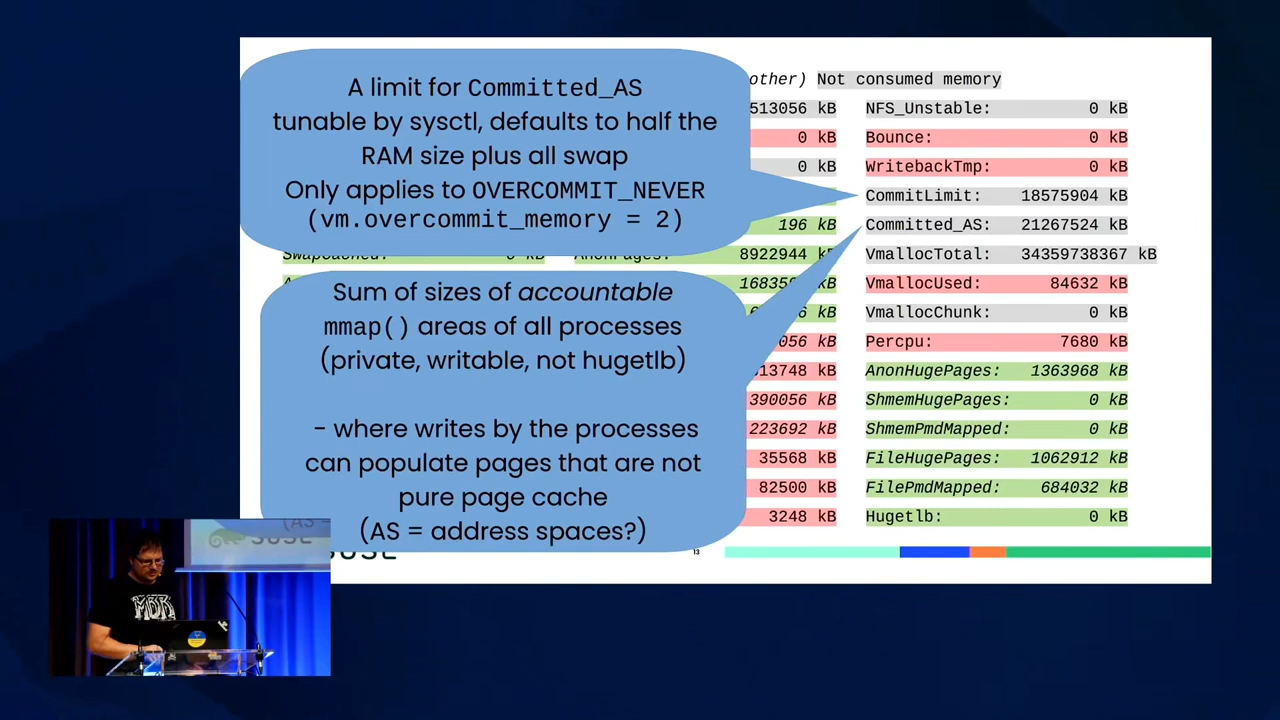 A limit for Committed_AS
tunable by sysctl, defaults to half the
RAM size plus all swap
Only applies to OVERCOMMIT_NEVER
(vm.overcommit_memory = 2)
Sum of sizes of accountable
mmap() areas of all processes
(private, writable, not hugetlb)
- where writes by the processes
can populate pages that are not
pure page cache
(AS = address spaces?)
other) Not consumed memory
513056 kB NFS_Unstable: 0 kB
0 kB Bounce: 0 kB
0 kB WritebackTmp: 0 kB
CommitLimit: 18575904 kB
196 kB Committed_AS: 21267524 kB
8922944 kB VmallocTotal: 34359738367 kB
VmallocUsed: 84632 kB
VmallocChunk: 0 kB
056 kB Percpu: 7680 kB
13748 kB AnonHugePages: 1363968 kB
390056 kB ShmemHugePages: 0 kB
223692 kB ShmemPmdMapped: 0 kB
35568 kB FileHugePages: 1062912 kB
82500 kB FilePmdMapped: 684032 kB
3248 kB Hugetlb: 0 kB
SUSE
13